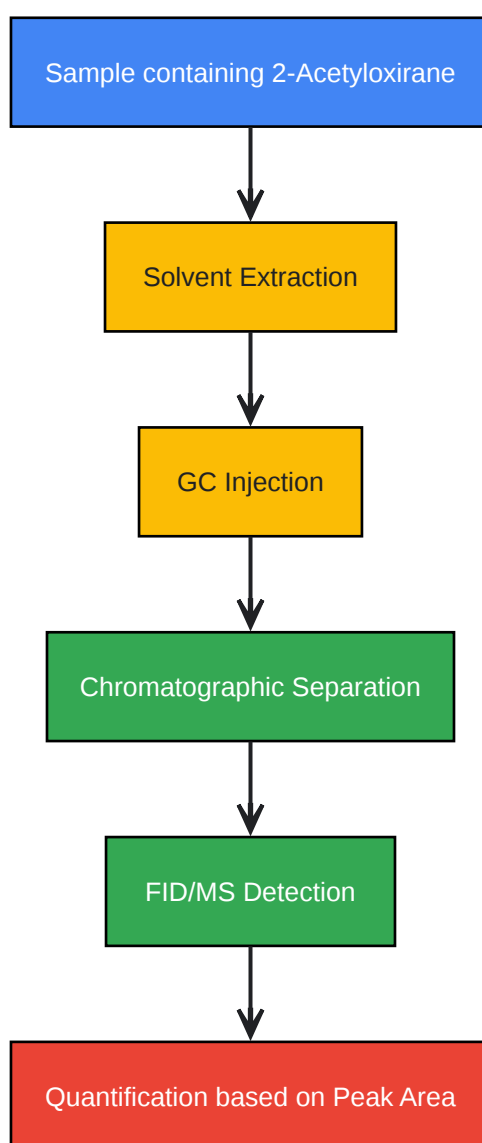 Sample containing 2-Acetyloxirane
Solvent Extraction
GC Injection
Chromatographic Separation
FID/MS Detection
Quantification based on Peak Area